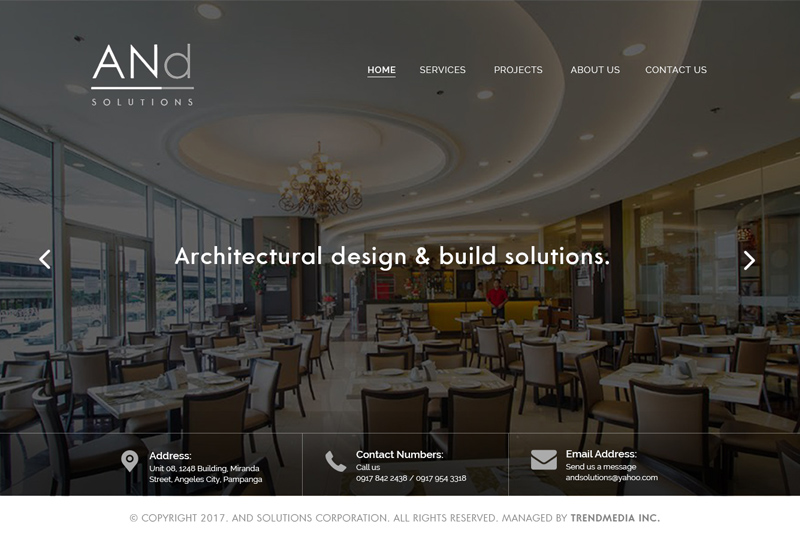 ANd
SOLUTIONS
HOME SERVICES PROJECTS ABOUT US CONTACT US
Architectural design & build solutions.
Address:
Unit 08, 1248 Building, Miranda
Street, Angeles City, Pampanga
Contact Numbers:
Call us
0917 842 2438 / 0917 954 3318
Email Address:
Send us a message
andsolutions@yahoo.com
© COPYRIGHT 2017. AND SOLUTIONS CORPORATION. ALL RIGHTS RESERVED. MANAGED BY TRENDMEDIA INC.